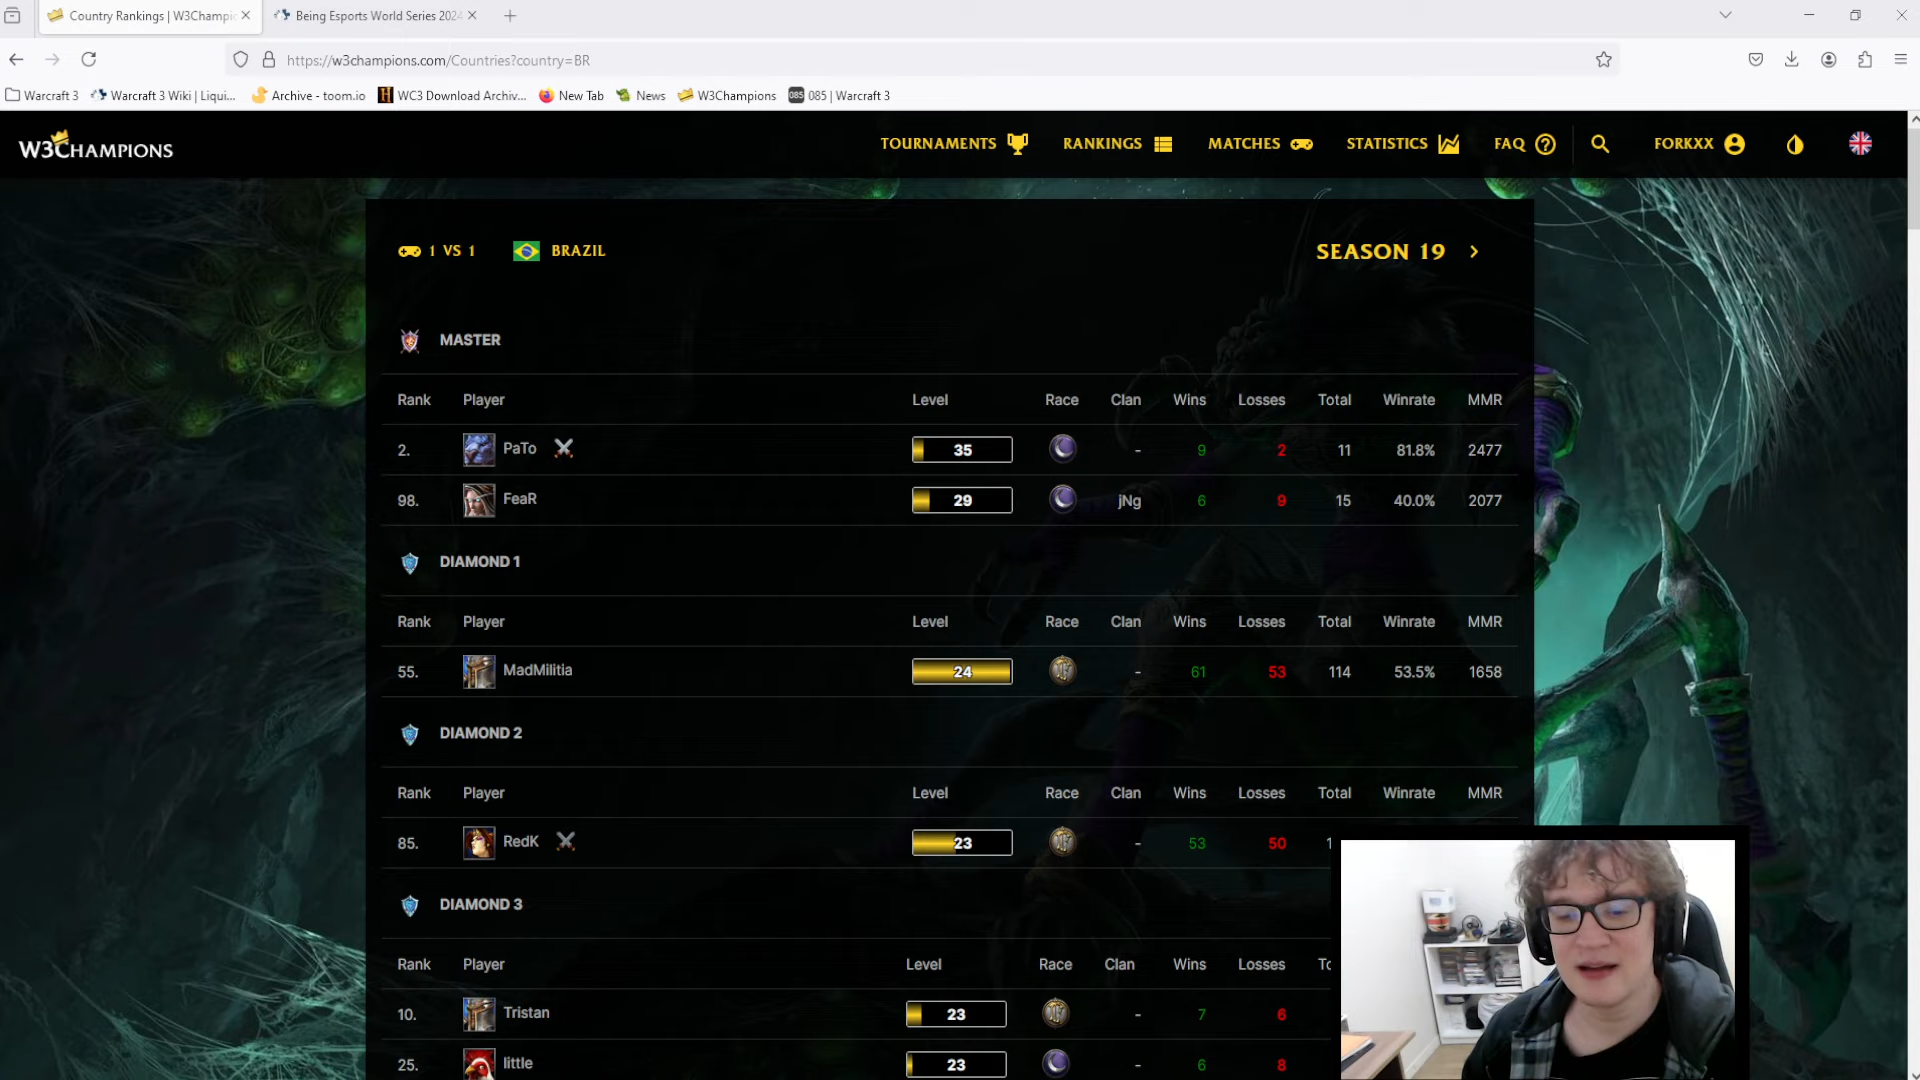 Country Rankings | W3Champio
Being Esports World Series 2024
https://w3champions.com/Countries?country=BR
Warcraft 3
Warcraft 3 Wiki | Liqui...
Archive - toom.io
WC3 Download Archiv...
New Tab
News
W3Champions
085 | Warcraft 3
W3CHAMPIONS
TOURNAMENTS
RANKINGS
MATCHES
STATISTICS
FAQ
FORKXX
1 VS 1
BRAZIL
SEASON 19
MASTER
Rank Player Level Race Clan Wins Losses Total Winrate MMR
2. PaTo 35 - 9 2 11 81.8% 2477
98. FeaR 29 jNg 6 9 15 40.0% 2077
DIAMOND 1
Rank Player Level Race Clan Wins Losses Total Winrate MMR
55. MadMilitia 24 - 61 53 114 53.5% 1658
DIAMOND 2
Rank Player Level Race Clan Wins Losses Total Winrate MMR
85. RedK 23 - 53 50
DIAMOND 3
Rank Player Level Race Clan Wins Losses
10. Tristan 23 - 7 6
25. little 23 - 6 8